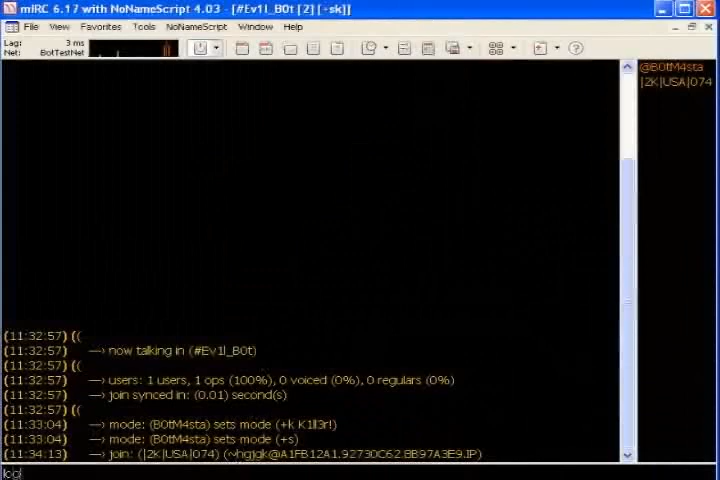 mIRC 6.17 with NoNameScript 4.03 - [#Ev1l_B0t [2] [+sk]]
File View Favorites Tools NoNameScript Window Help
Lag: 3 ms
Net: BotTestNet
@B0tM4sta
|2K|USA|074
(11:32:57) ((
(11:32:57) —› now talking in (#Ev1l_B0t)
(11:32:57) ((
(11:32:57) —› users: 1 users, 1 ops (100%), 0 voiced (0%), 0 regulars (0%)
(11:32:57) —› join synced in: (0.01) second(s)
(11:32:57) ((
(11:33:04) —› mode: (B0tM4sta) sets mode (+k K1ll3r!)
(11:33:04) —› mode: (B0tM4sta) sets mode (+s)
(11:34:13) —› join: (|2K|USA|074) (~hgjgk@A1FB12A1.92730C62.BB97A3E9.IP)